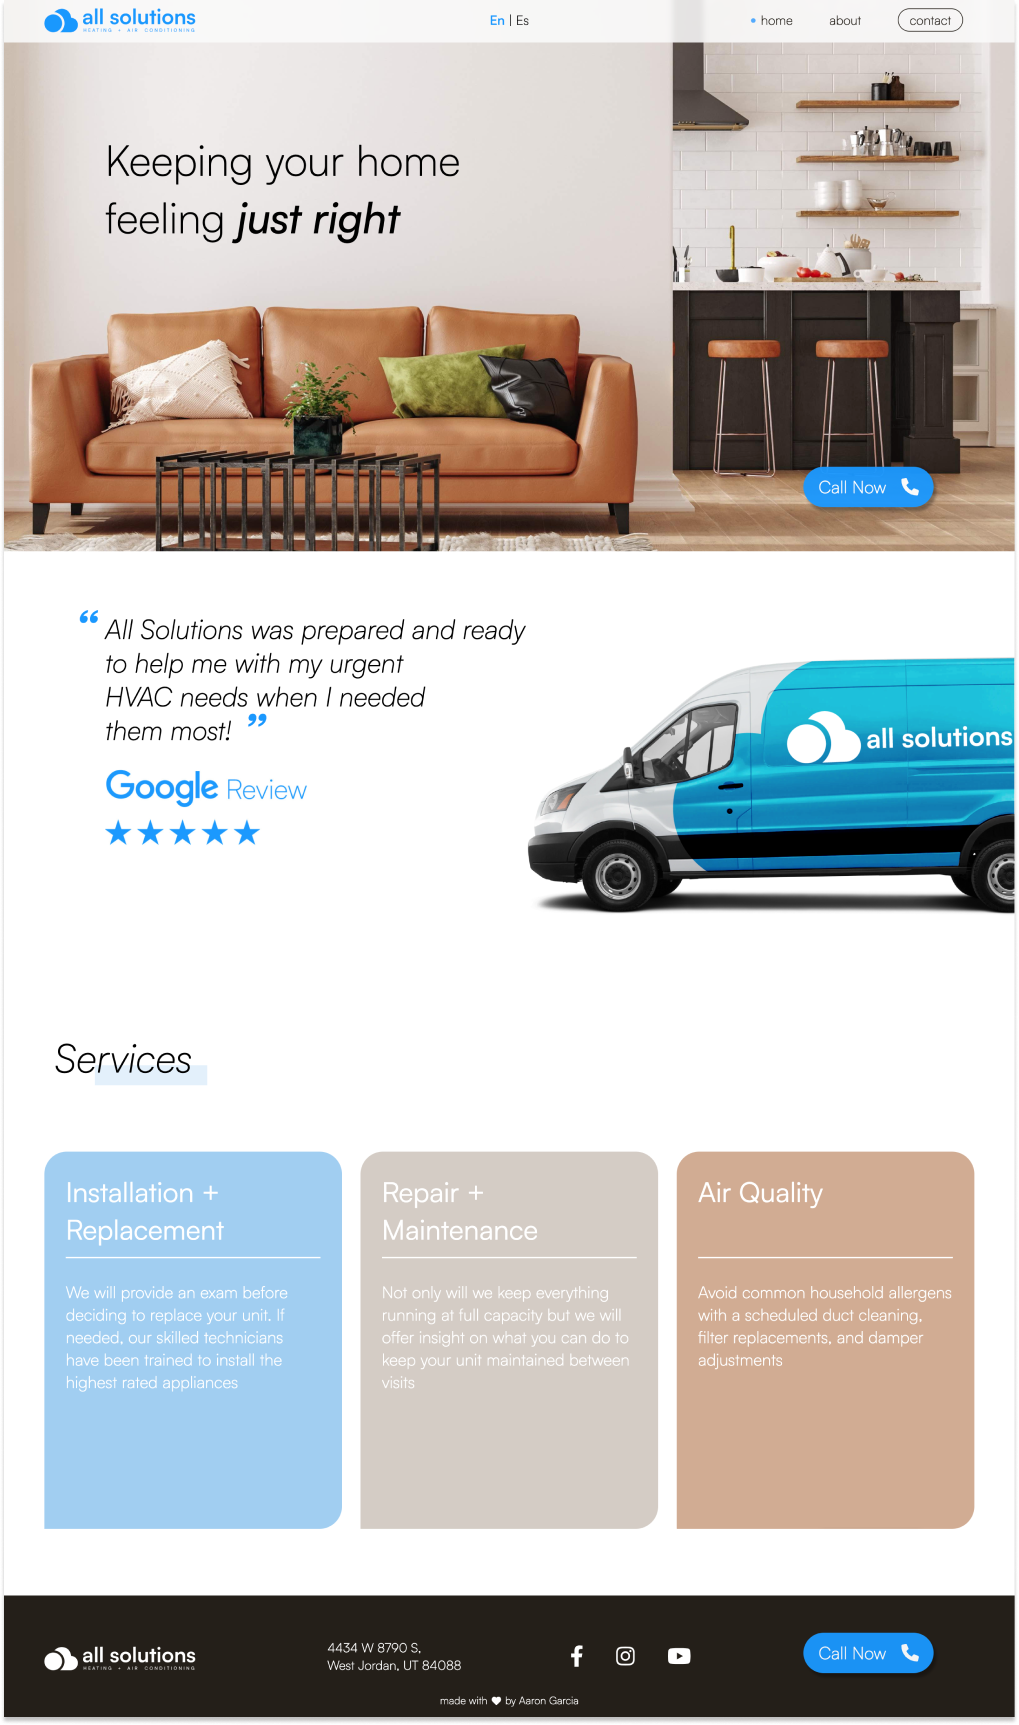 all solutions
HEATING + AIR CONDITIONING
En | Es
home
about
contact
Keeping your home
feeling just right
Call Now
“ All Solutions was prepared and ready
to help me with my urgent
HVAC needs when I needed
them most! ”
Google Review
all solutions
Services
Installation +
Replacement
We will provide an exam before
deciding to replace your unit. If
needed, our skilled technicians
have been trained to install the
highest rated appliances
Repair +
Maintenance
Not only will we keep everything
running at full capacity but we will
offer insight on what you can do to
keep your unit maintained between
visits
Air Quality
Avoid common household allergens
with a scheduled duct cleaning,
filter replacements, and damper
adjustments
all solutions
HEATING + AIR CONDITIONING
4434 W 8790 S.
West Jordan, UT 84088
Call Now
made with ♥ by Aaron Garcia